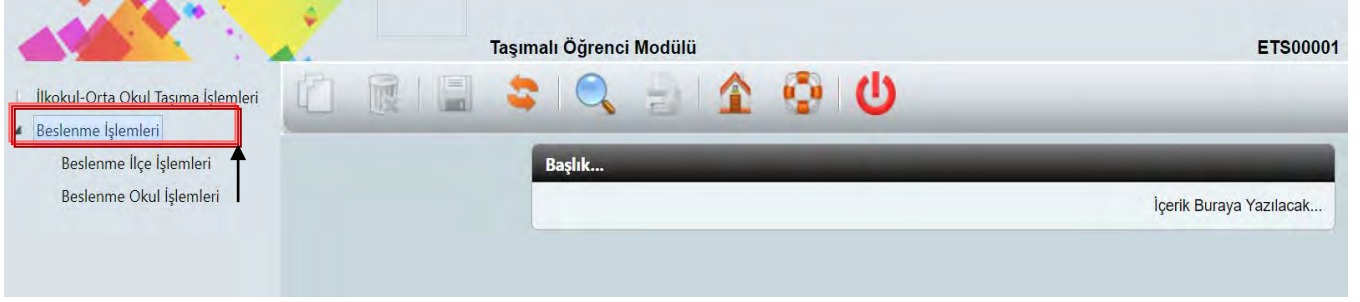 Taşımalı Öğrenci Modülü
ETS00001
İlkokul-Orta Okul Taşıma İşlemleri
Beslenme İşlemleri
Beslenme İlçe İşlemleri
Beslenme Okul İşlemleri
Başlık...
İçerik Buraya Yazılacak...